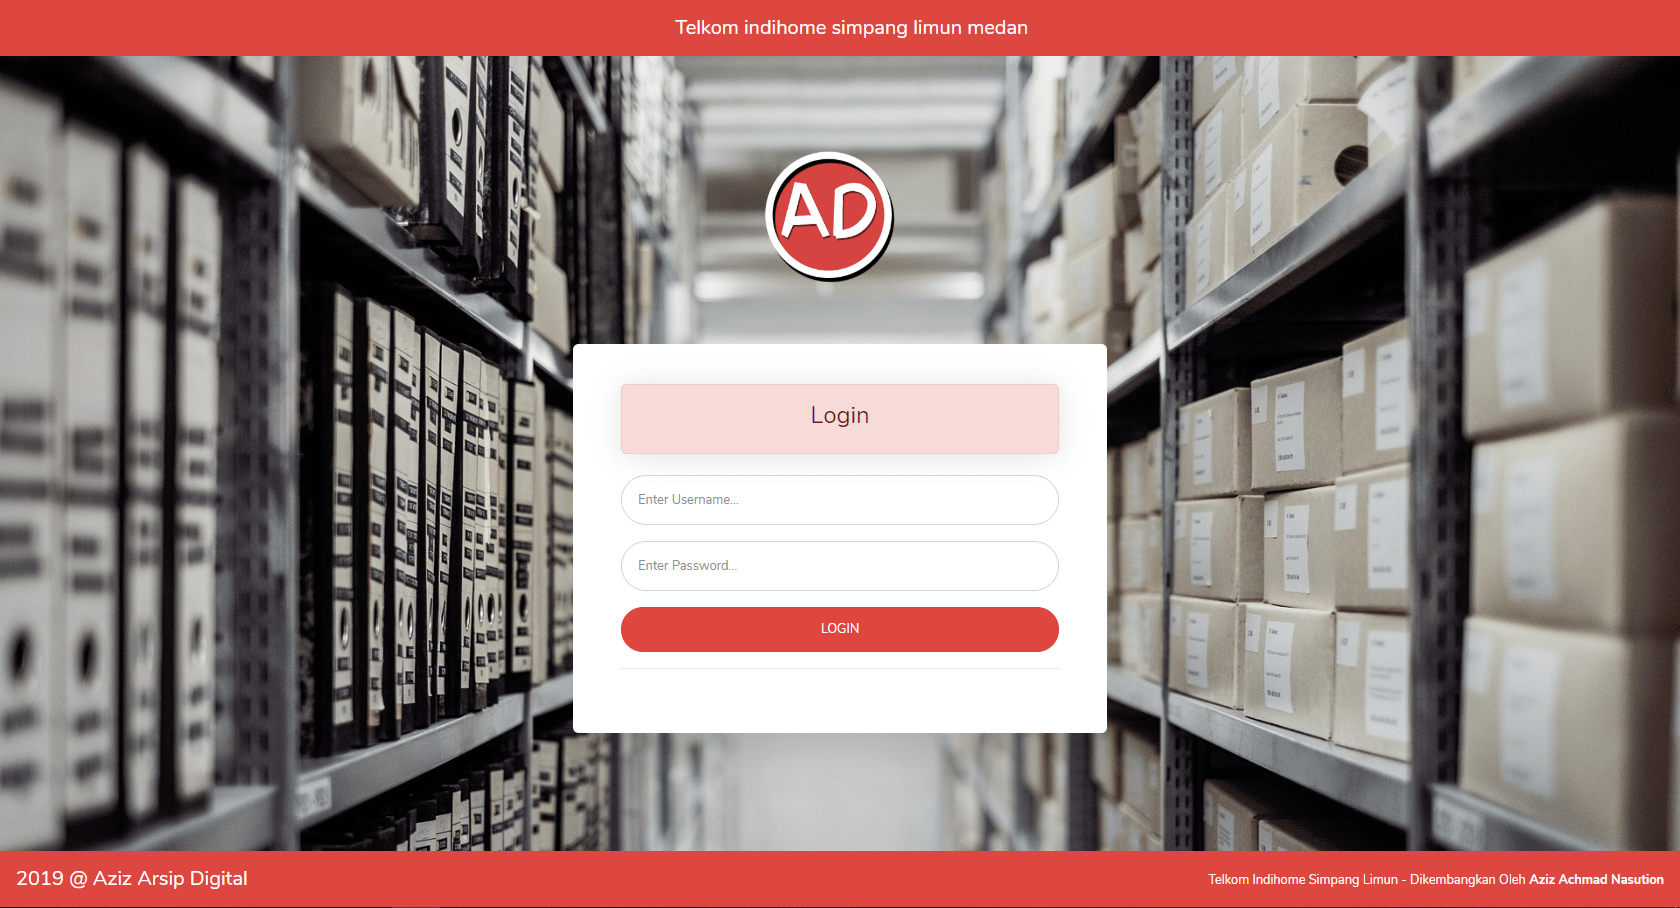 Telkom indihome simpang limun medan
AD
Login
Enter Username...
Enter Password...
LOGIN
2019 @ Aziz Arsip Digital
Telkom Indihome Simpang Limun - Dikembangkan Oleh Aziz Achmad Nasution